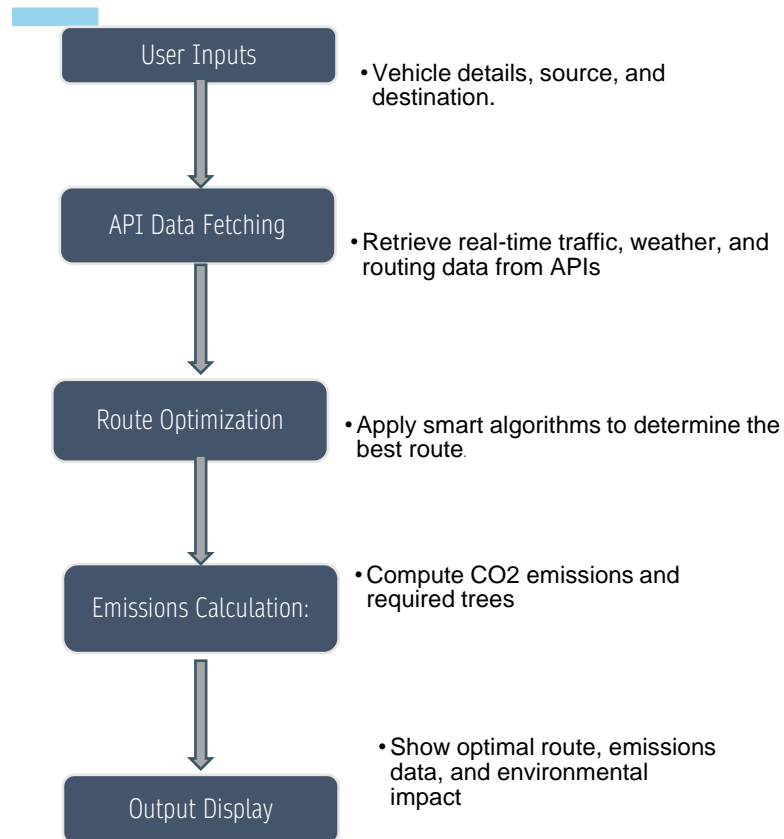 User Inputs
• Vehicle details, source, and
destination.
API Data Fetching
• Retrieve real-time traffic, weather, and
routing data from APIs
Route Optimization
• Apply smart algorithms to determine the
best route.
Emissions Calculation:
• Compute CO2 emissions and
required trees
• Show optimal route, emissions
data, and environmental
impact
Output Display